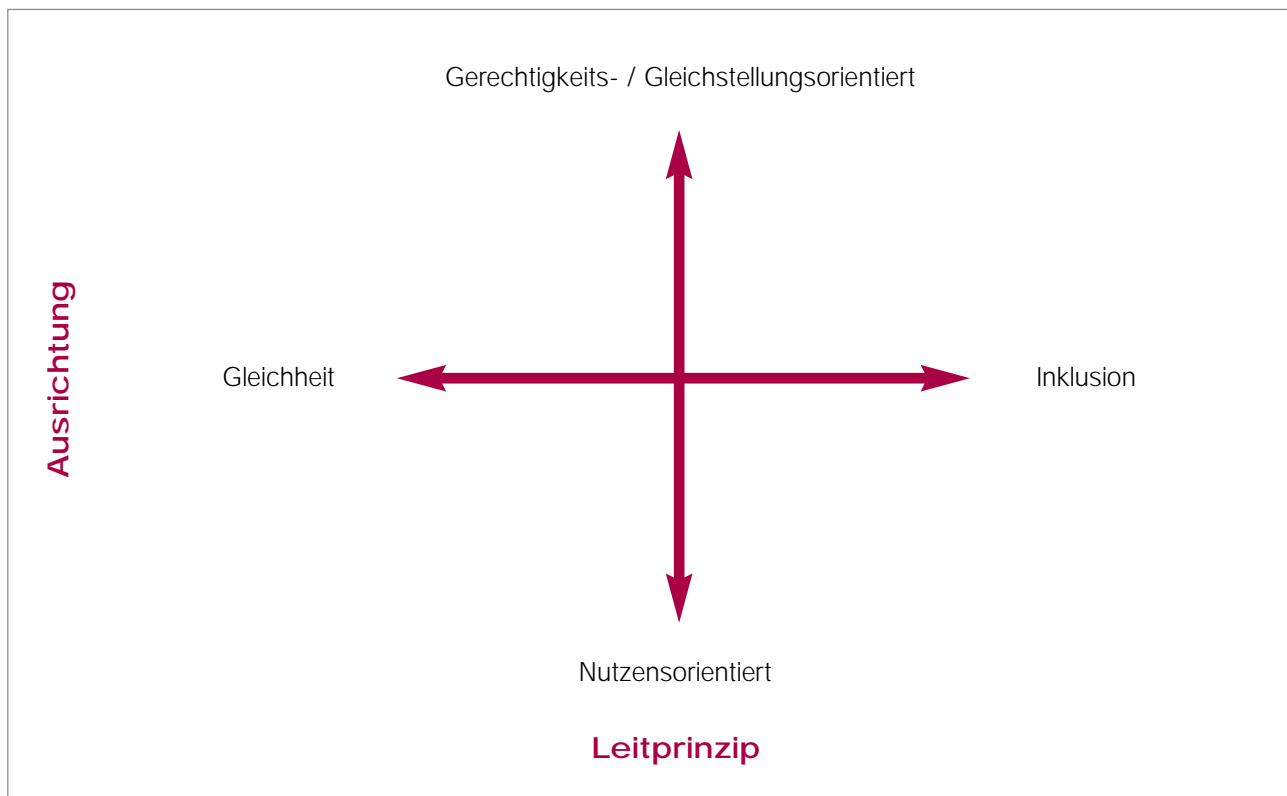 Gerechtigkeits- / Gleichstellungsorientiert
Ausrichtung
Gleichheit
Inklusion
Nutzensorientiert
Leitprinzip